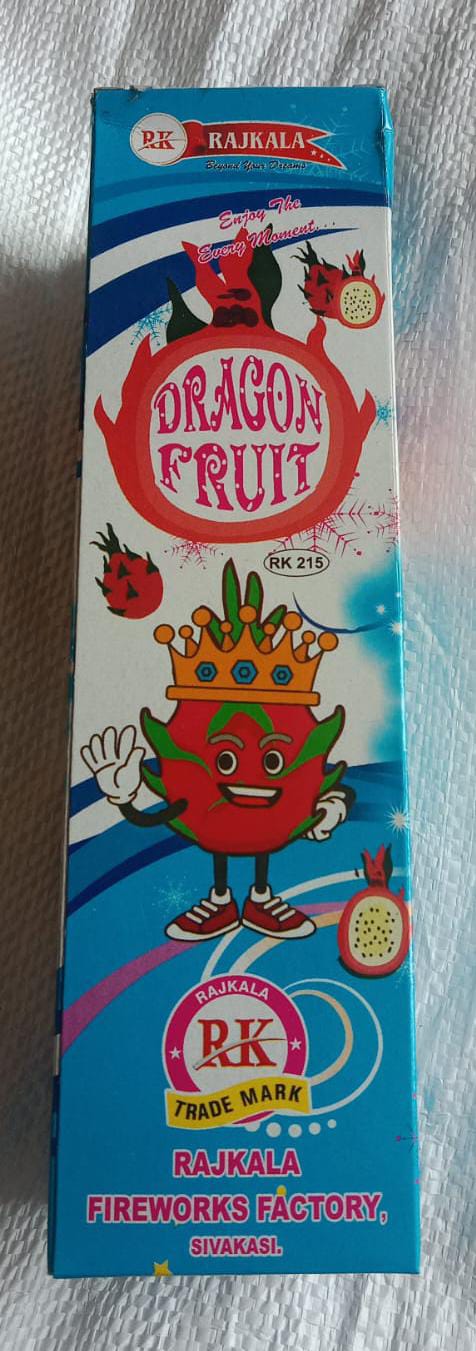 RK RAJKALA
Beyond Your Dreams
Enjoy The
Every Moment...
DRAGON
FRUIT
RK 215
RAJKALA
RK
TRADE MARK
RAJKALA
FIREWORKS FACTORY,
SIVAKASI.